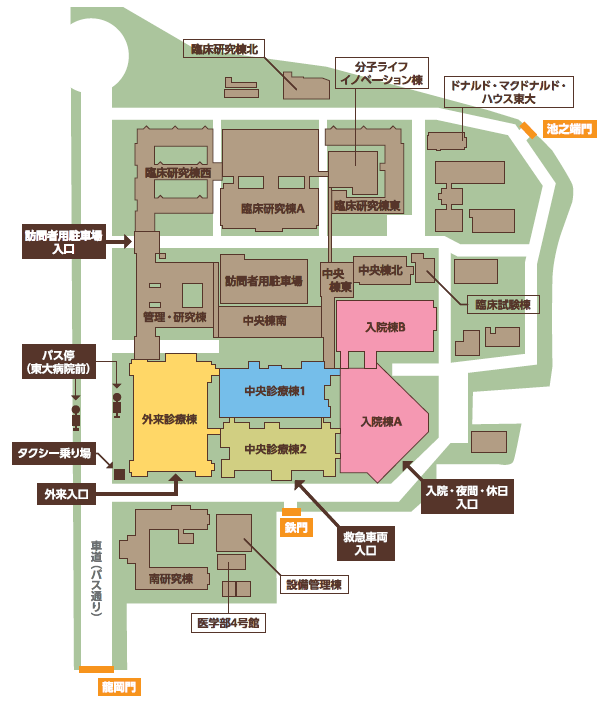 臨床研究棟北
分子ライフ
イノベーション棟
ドナルド・マクドナルド・
ハウス東大
池之端門
臨床研究棟西
臨床研究棟A
臨床研究棟東
訪問者用駐車場
入口
訪問者用駐車場
中央
棟東
中央棟北
臨床試験棟
管理・研究棟
中央棟南
入院棟B
バス停
（東大病院前）
外来診療棟
中央診療棟1
入院棟A
中央診療棟2
タクシー乗り場
外来入口
入院・夜間・休日
入口
鉄門
救急車両
入口
車道（バス通り）
南研究棟
設備管理棟
医学部4号館
龍岡門